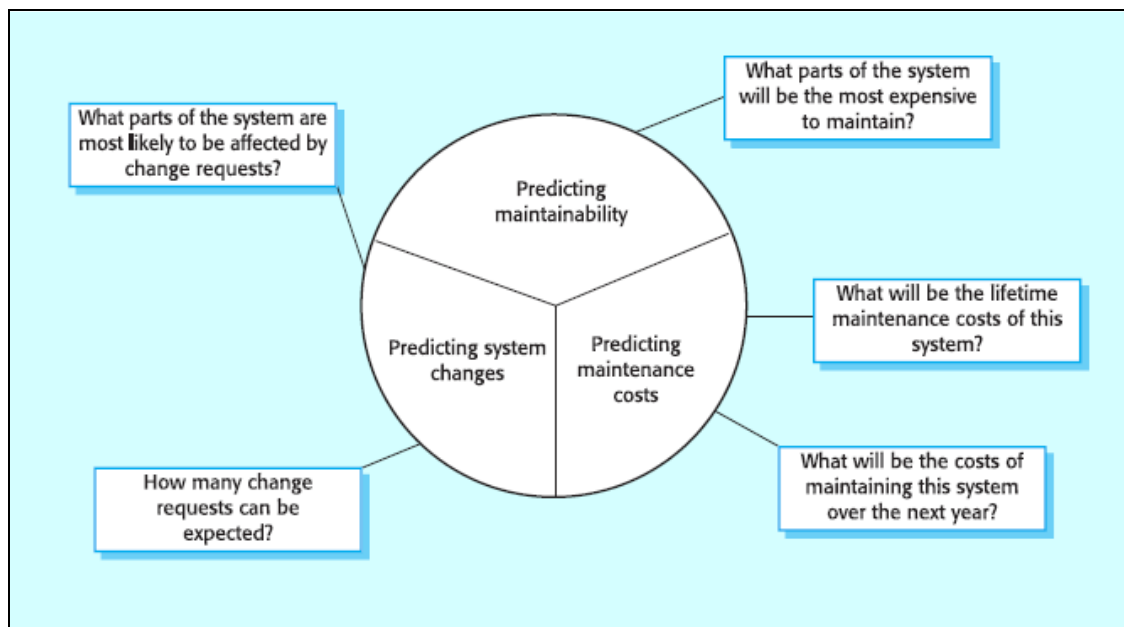 What parts of the system
will be the most expensive
to maintain?
What parts of the system are
most likely to be affected by
change requests?
Predicting
maintainability
What will be the lifetime
maintenance costs of this
system?
Predicting system
changes
Predicting
maintenance
costs
What will be the costs of
maintaining this system
over the next year?
How many change
requests can be
expected?